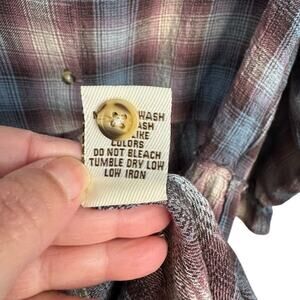 WASH
LIKE
COLORS
DO NOT BLEACH
TUMBLE DRY LOW
LOW IRON